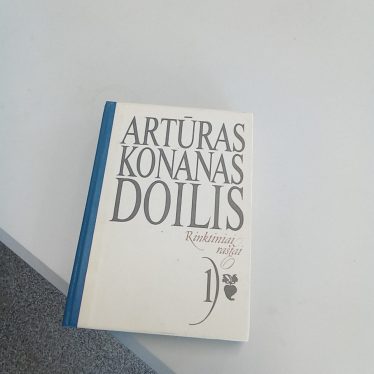 ARTŪRAS
KONANAS
DOILIS
Rinktiniai
raštai
1)